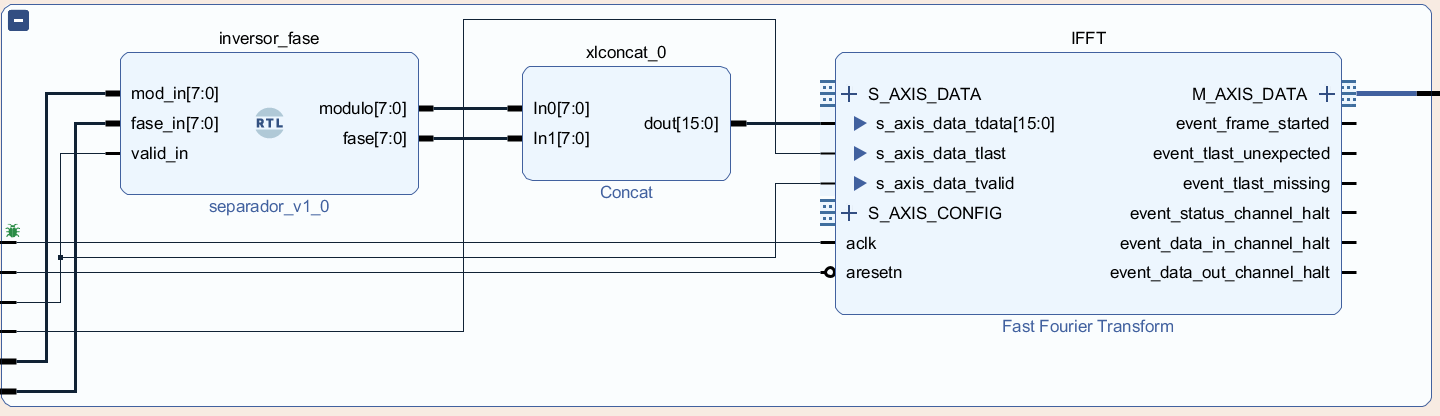 inversor_fase
mod_in[7:0]
fase_in[7:0]
valid_in
RTL
modulo[7:0]
fase[7:0]
separador_v1_0
xlconcat_0
In0[7:0]
In1[7:0]
dout[15:0]
Concat
IFFT
S_AXIS_DATA
s_axis_data_tdata[15:0]
s_axis_data_tlast
s_axis_data_tvalid
S_AXIS_CONFIG
aclk
aresetn
M_AXIS_DATA
event_frame_started
event_tlast_unexpected
event_tlast_missing
event_status_channel_halt
event_data_in_channel_halt
event_data_out_channel_halt
Fast Fourier Transform